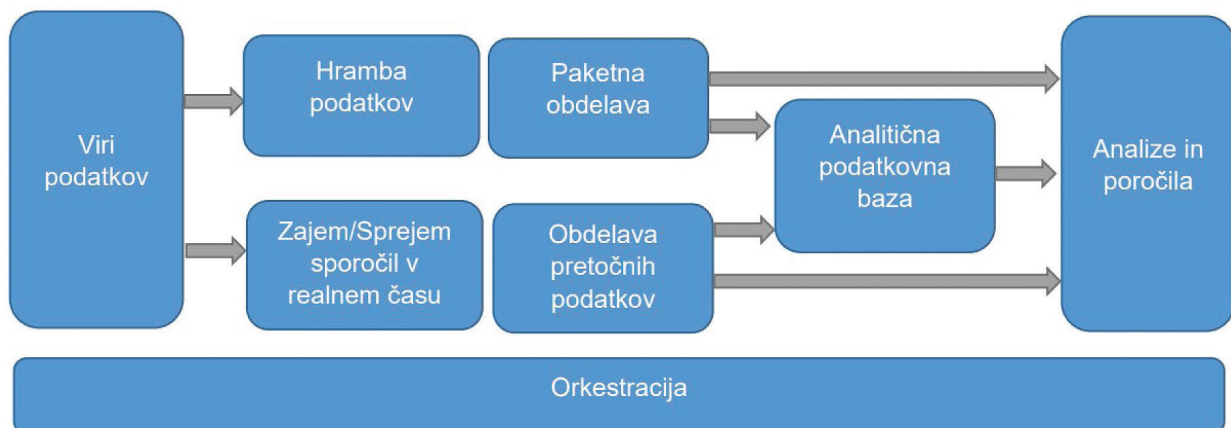 Viri
podatkov
Hramba
podatkov
Paketna
obdelava
Zajem/Sprejem
sporočil v
realnem času
Obdelava
pretočnih
podatkov
Analitična
podatkovna
baza
Analize in
poročila
Orkestracija